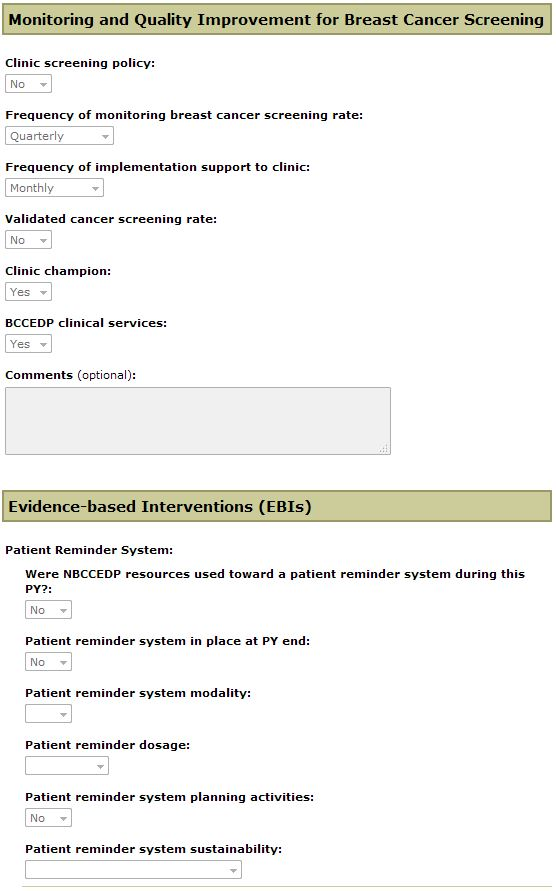 Monitoring and Quality Improvement for Breast Cancer Screening
Clinic screening policy:
No
Frequency of monitoring breast cancer screening rate:
Quarterly
Frequency of implementation support to clinic:
Monthly
Validated cancer screening rate:
No
Clinic champion:
Yes
BCCEDP clinical services:
Yes
Comments (optional):
Evidence-based Interventions (EBIs)
Patient Reminder System:
Were NBCCEDP resources used toward a patient reminder system during this
PY?:
No
Patient reminder system in place at PY end:
No
Patient reminder system modality:
Patient reminder dosage:
Patient reminder system planning activities:
No
Patient reminder system sustainability: